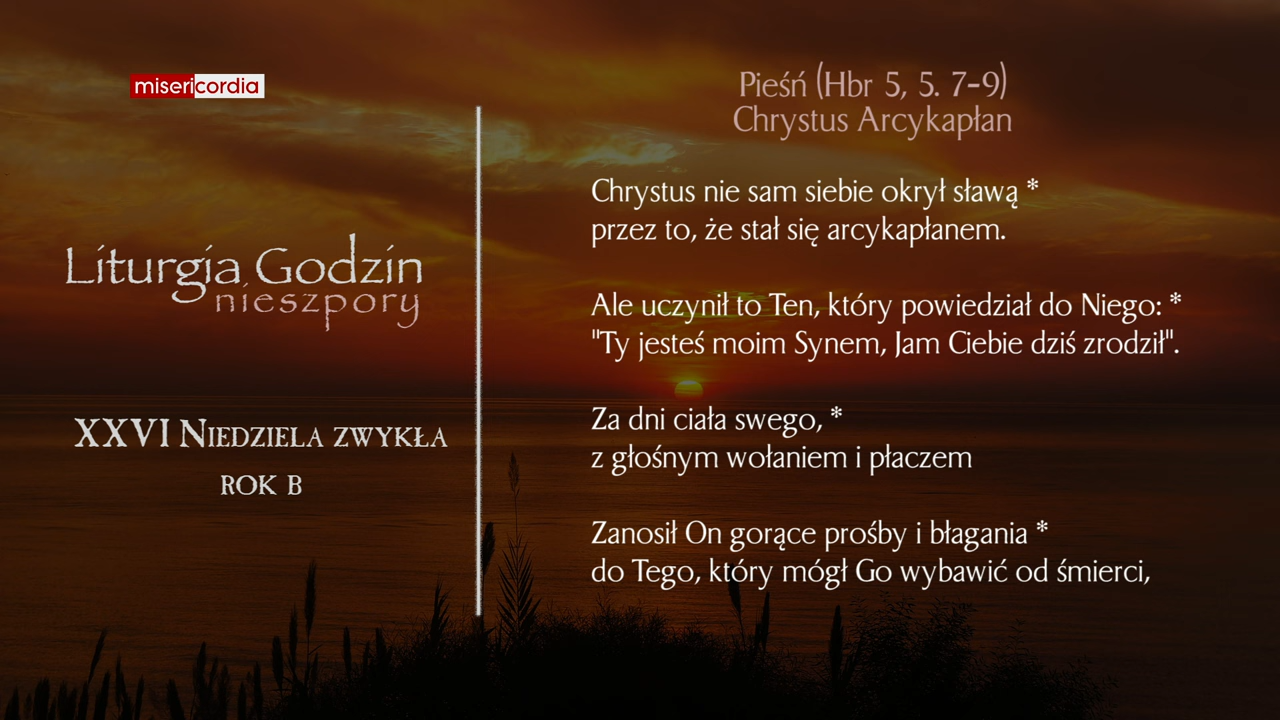 misericordia
Liturgia Godzin
nieszpory
XXVI Niedziela zwykła
rok B
Pieśń (Hbr 5, 5. 7-9)
Chrystus Arcykapłan
Chrystus nie sam siebie okrył sławą *
przez to, że stał się arcykapłanem.
Ale uczynił to Ten, który powiedział do Niego: *
"Ty jesteś moim Synem, Jam Ciebie dziś zrodził".
Za dni ciała swego, *
z głośnym wołaniem i płaczem
Zanosił On gorące prośby i błagania *
do Tego, który mógł Go wybawić od śmierci,